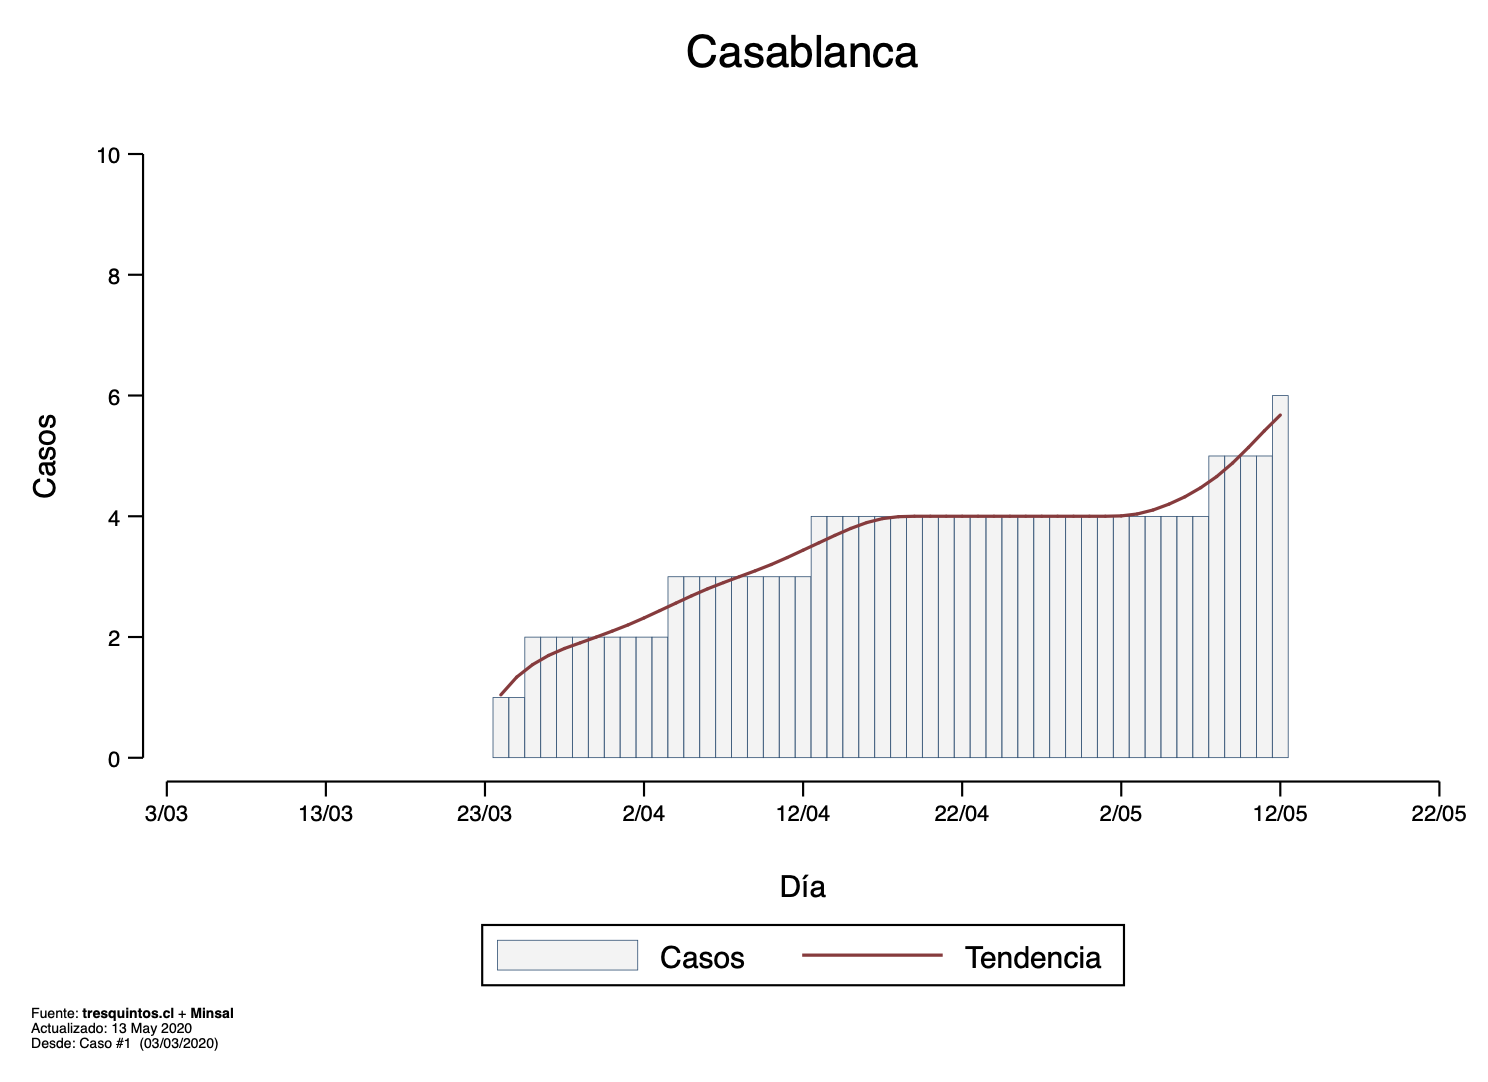 Casablanca
10
8
6
4
2
0
Casos
3/03 13/03 23/03 2/04 12/04 22/04 2/05 12/05 22/05
Día
Casos Tendencia
Fuente: tresquintos.cl + Minsal
Actualizado: 13 May 2020
Desde: Caso #1 (03/03/2020)